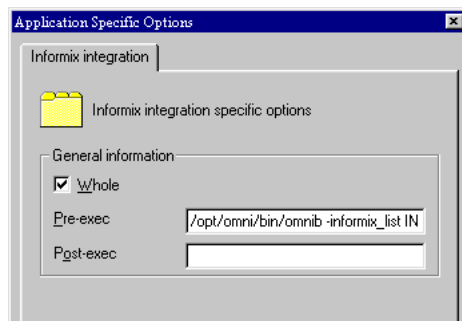 Application Specific Options
Informix integration
Informix integration specific options
General information
Whole
Pre-exec /opt/omni/bin/omnib -informix_list IN
Post-exec